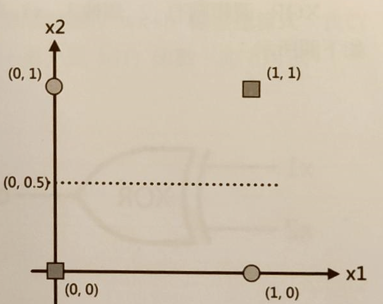 x2
(0, 1)
(1, 1)
(0, 0.5)
x1
(0, 0)
(1, 0)